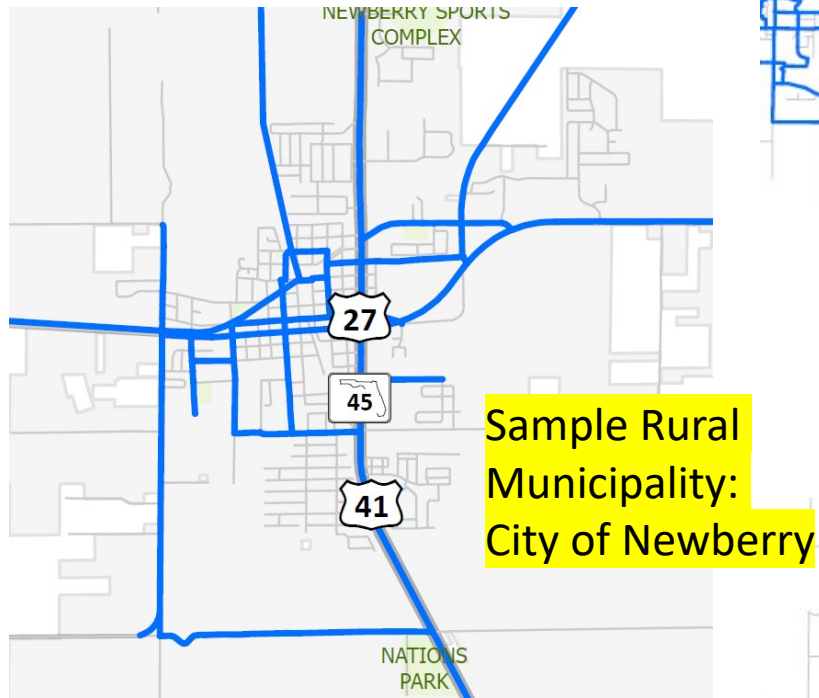 NEWBERRY SPORTS
COMPLEX
27
45
Sample Rural
Municipality:
City of Newberry
41
NATIONS
PARK